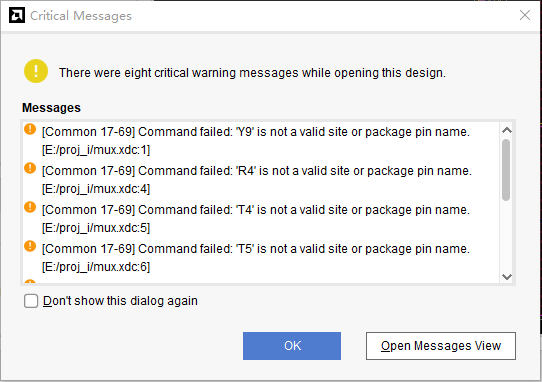 Critical Messages
There were eight critical warning messages while opening this design.
Messages
[Common 17-69] Command failed: 'Y9' is not a valid site or package pin name.
[E:/proj_i/mux.xdc:1]
[Common 17-69] Command failed: 'R4' is not a valid site or package pin name.
[E:/proj_i/mux.xdc:4]
[Common 17-69] Command failed: 'T4' is not a valid site or package pin name.
[E:/proj_i/mux.xdc:5]
[Common 17-69] Command failed: 'T5' is not a valid site or package pin name.
[E:/proj_i/mux.xdc:6]
Don't show this dialog again
OK
Open Messages View